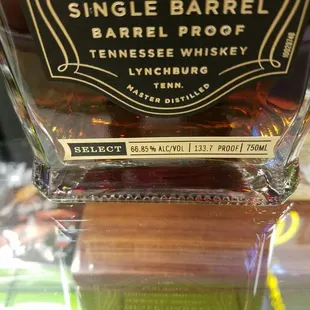 SINGLE BARREL
BARREL PROOF
TENNESSEE WHISKEY
LYNCHBURG
TENN.
MASTER DISTILLED
SELECT 66.85% ALC/VOL 133.7 PROOF 750ML